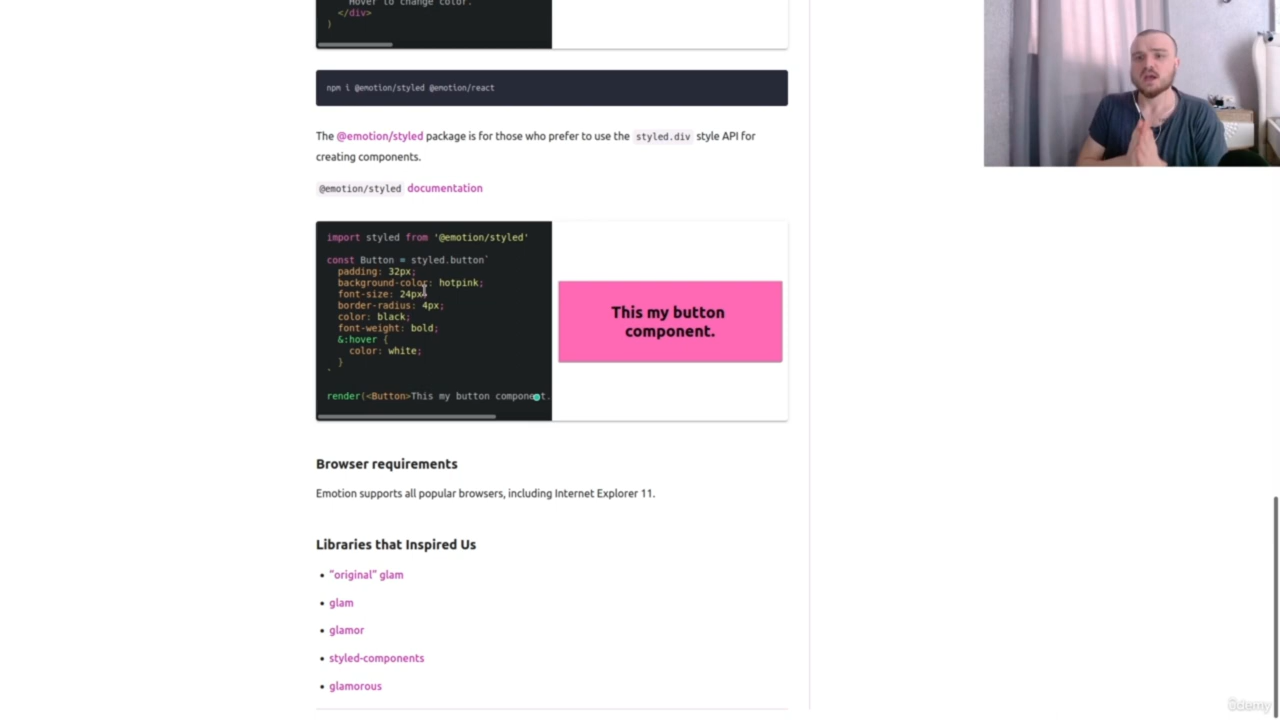 Hover to change color.
</div>
)
npm i @emotion/styled @emotion/react
The @emotion/styled package is for those who prefer to use the styled.div style API for
creating components.
@emotion/styled documentation
import styled from '@emotion/styled'
const Button = styled.button`
padding: 32px;
background-color: hotpink;
font-size: 24px;
border-radius: 4px;
color: black;
font-weight: bold;
&:hover {
color: white;
}
`
render(<Button>This my button component.
This my button
component.
Browser requirements
Emotion supports all popular browsers, including Internet Explorer 11.
Libraries that Inspired Us
• "original" glam
• glam
• glamor
• styled-components
• glamorous
ûdemy